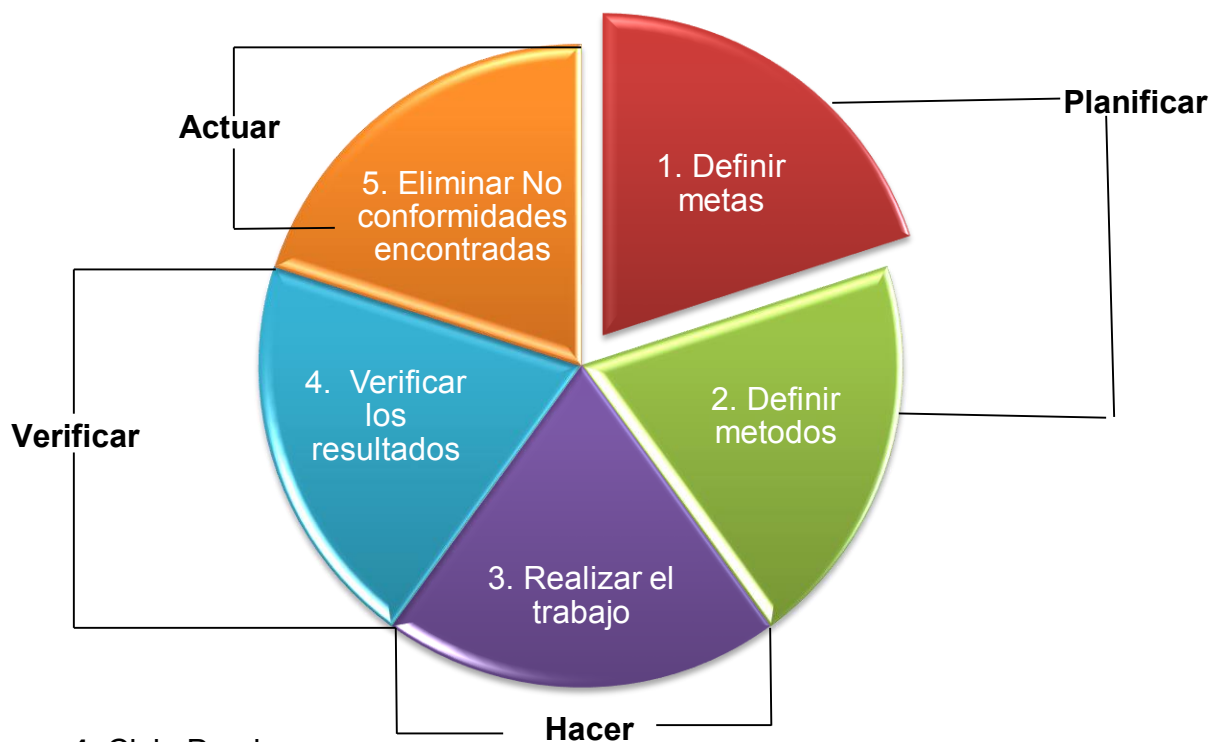 Planificar
1. Definir
metas
2. Definir
metodos
3. Realizar el
trabajo
Hacer
4. Verificar
los
resultados
Verificar
5. Eliminar No
conformidades
encontradas
Actuar